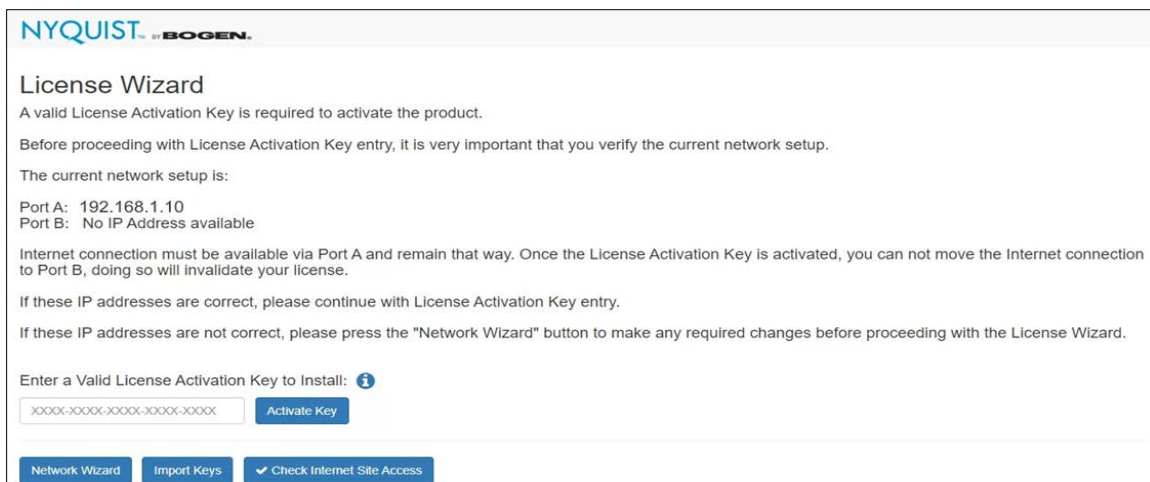 NYQUIST™ BY BOGEN®
License Wizard
A valid License Activation Key is required to activate the product.
Before proceeding with License Activation Key entry, it is very important that you verify the current network setup.
The current network setup is:
Port A: 192.168.1.10
Port B: No IP Address available
Internet connection must be available via Port A and remain that way. Once the License Activation Key is activated, you can not move the Internet connection
to Port B, doing so will invalidate your license.
If these IP addresses are correct, please continue with License Activation Key entry.
If these IP addresses are not correct, please press the "Network Wizard" button to make any required changes before proceeding with the License Wizard.
Enter a Valid License Activation Key to Install:
XXXX-XXXX-XXXX-XXXX-XXXX Activate Key
Network Wizard Import Keys ✔ Check Internet Site Access